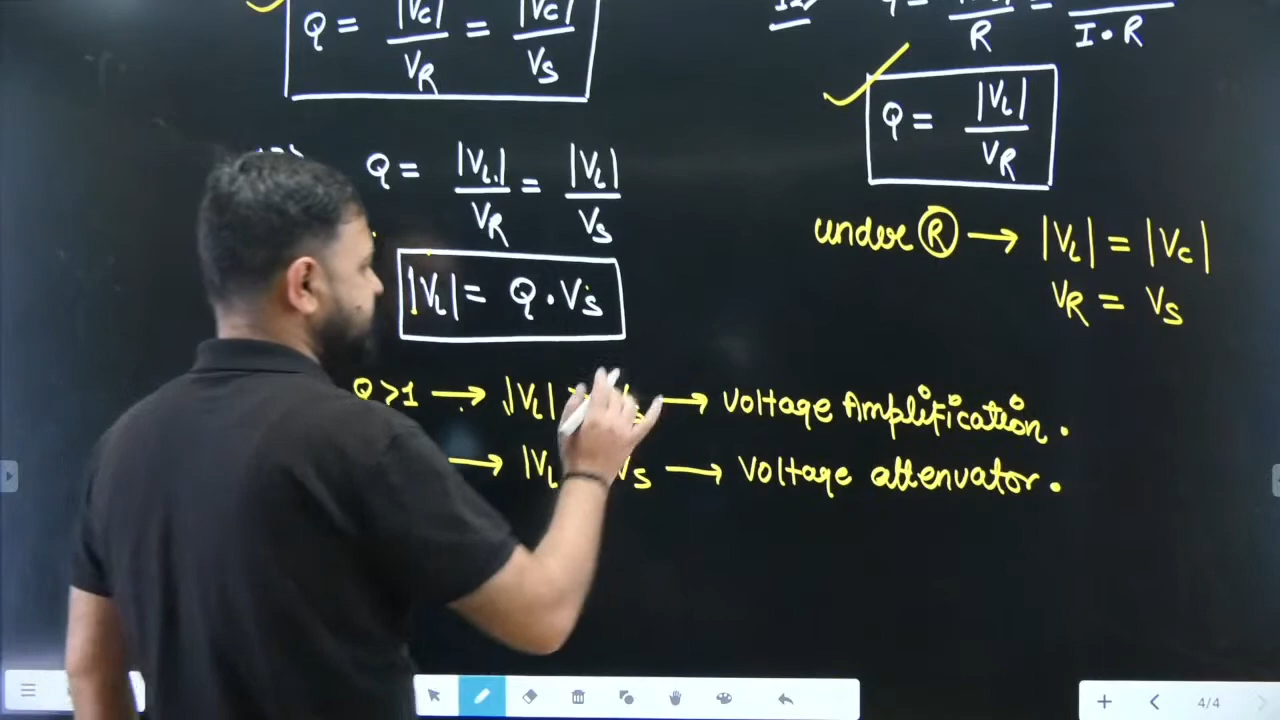 Q = |Vc| / VR = |Vc| / Vs
R = I · R
Q = |VL| / VR
Q = |VL| / VR = |VL| / Vs
under Ⓡ → |VL| = |Vc|
VR = Vs
|VL| = Q · Vs
Q > 1 → |VL| → Voltage Amplification.
→ |VL Vs → Voltage attenuator.
4/4